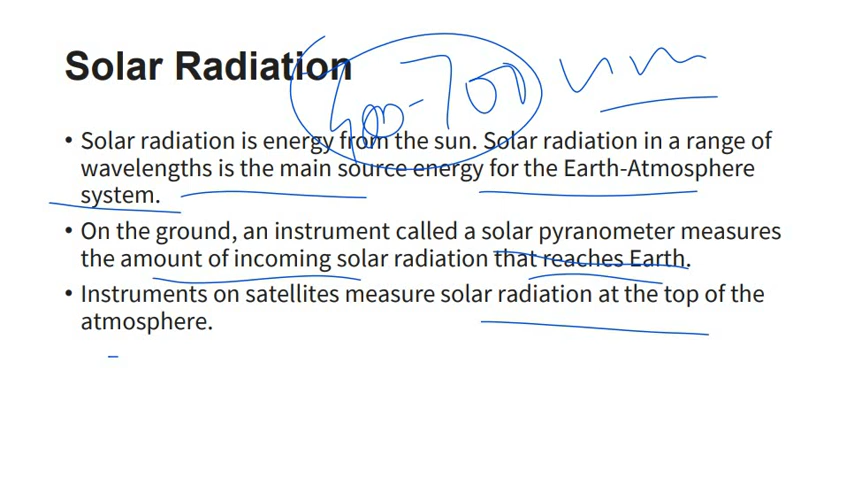 Solar Radiation
400-700 nm
• Solar radiation is energy from the sun. Solar radiation in a range of
wavelengths is the main source energy for the Earth-Atmosphere
system.
• On the ground, an instrument called a solar pyranometer measures
the amount of incoming solar radiation that reaches Earth.
• Instruments on satellites measure solar radiation at the top of the
atmosphere.